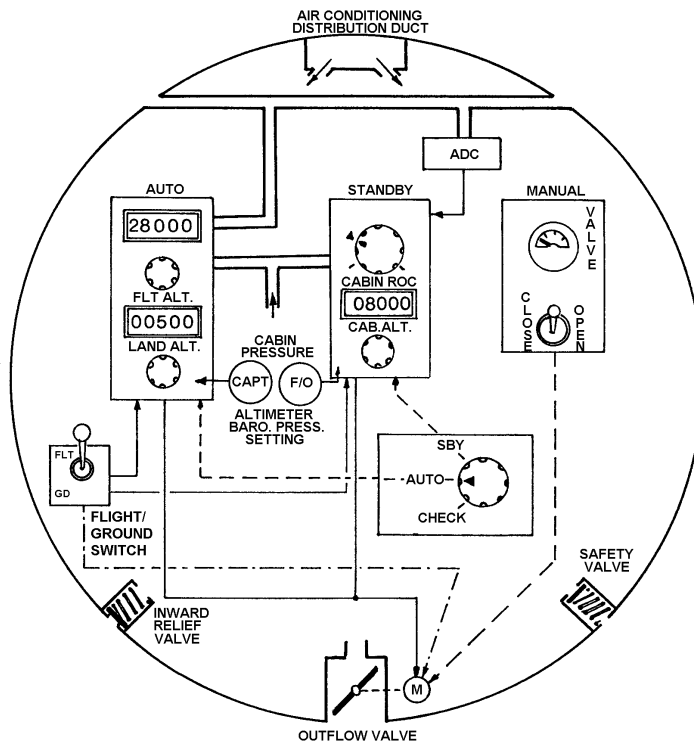 AIR CONDITIONING
DISTRIBUTION DUCT
ADC
AUTO
STANDBY
MANUAL
28000
FLT ALT.
00500
LAND ALT.
CABIN ROC
08000
CAB.ALT.
VALVE
CLOSE
OPEN
CABIN
PRESSURE
CAPT
F/O
ALTIMETER
BARO. PRESS.
SETTING
FLT
GD
FLIGHT/
GROUND
SWITCH
SBY
AUTO
CHECK
INWARD
RELIEF
VALVE
SAFETY
VALVE
M
OUTFLOW VALVE